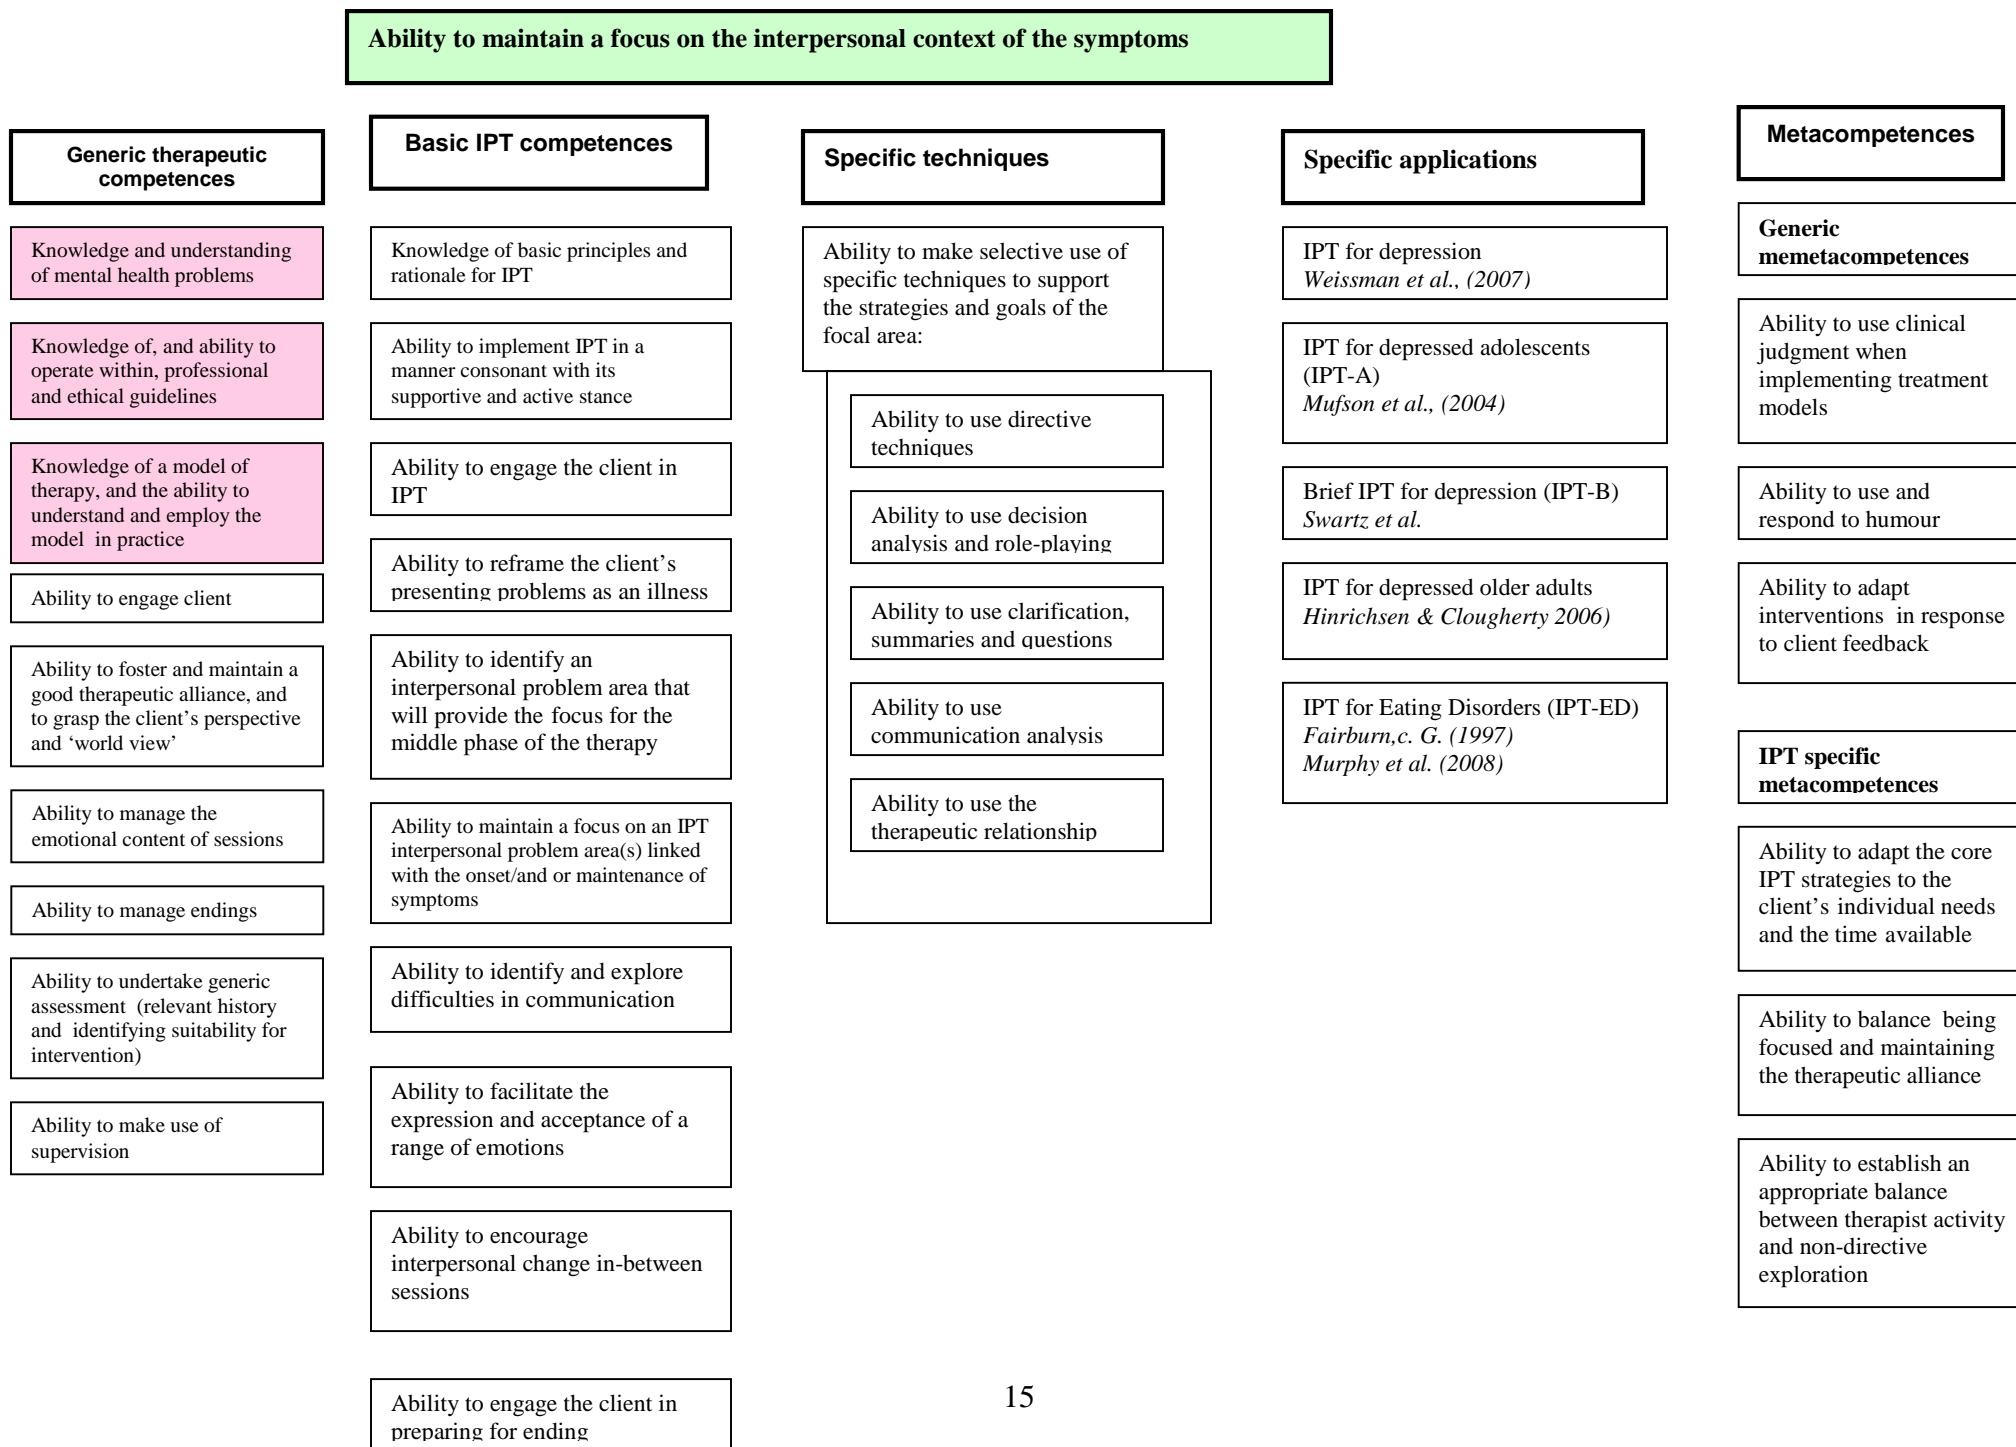 Ability to maintain a focus on the interpersonal context of the symptoms
Generic therapeutic
competences
Knowledge and understanding
of mental health problems
Knowledge of, and ability to
operate within, professional
and ethical guidelines
Knowledge of a model of
therapy, and the ability to
understand and employ the
model in practice
Ability to engage client
Ability to foster and maintain a
good therapeutic alliance, and
to grasp the client’s perspective
and ‘world view’
Ability to manage the
emotional content of sessions
Ability to manage endings
Ability to undertake generic
assessment (relevant history
and identifying suitability for
intervention)
Ability to make use of
supervision
Basic IPT competences
Knowledge of basic principles and
rationale for IPT
Ability to implement IPT in a
manner consonant with its
supportive and active stance
Ability to engage the client in
IPT
Ability to reframe the client’s
presenting problems as an illness
Ability to identify an
interpersonal problem area that
will provide the focus for the
middle phase of the therapy
Ability to maintain a focus on an IPT
interpersonal problem area(s) linked
with the onset/and or maintenance of
symptoms
Ability to identify and explore
difficulties in communication
Ability to facilitate the
expression and acceptance of a
range of emotions
Ability to encourage
interpersonal change in-between
sessions
Ability to engage the client in
preparing for ending
Specific techniques
Ability to make selective use of
specific techniques to support
the strategies and goals of the
focal area:
Ability to use directive
techniques
Ability to use decision
analysis and role-playing
Ability to use clarification,
summaries and questions
Ability to use
communication analysis
Ability to use the
therapeutic relationship
Specific applications
IPT for depression
Weissman et al., (2007)
IPT for depressed adolescents
(IPT-A)
Mufson et al., (2004)
Brief IPT for depression (IPT-B)
Swartz et al.
IPT for depressed older adults
Hinrichsen & Clougherty 2006)
IPT for Eating Disorders (IPT-ED)
Fairburn,c. G. (1997)
Murphy et al. (2008)
Metacompetences
Generic
memetacompetences
Ability to use clinical
judgment when
implementing treatment
models
Ability to use and
respond to humour
Ability to adapt
interventions in response
to client feedback
IPT specific
metacompetences
Ability to adapt the core
IPT strategies to the
client’s individual needs
and the time available
Ability to balance being
focused and maintaining
the therapeutic alliance
Ability to establish an
appropriate balance
between therapist activity
and non-directive
exploration
15